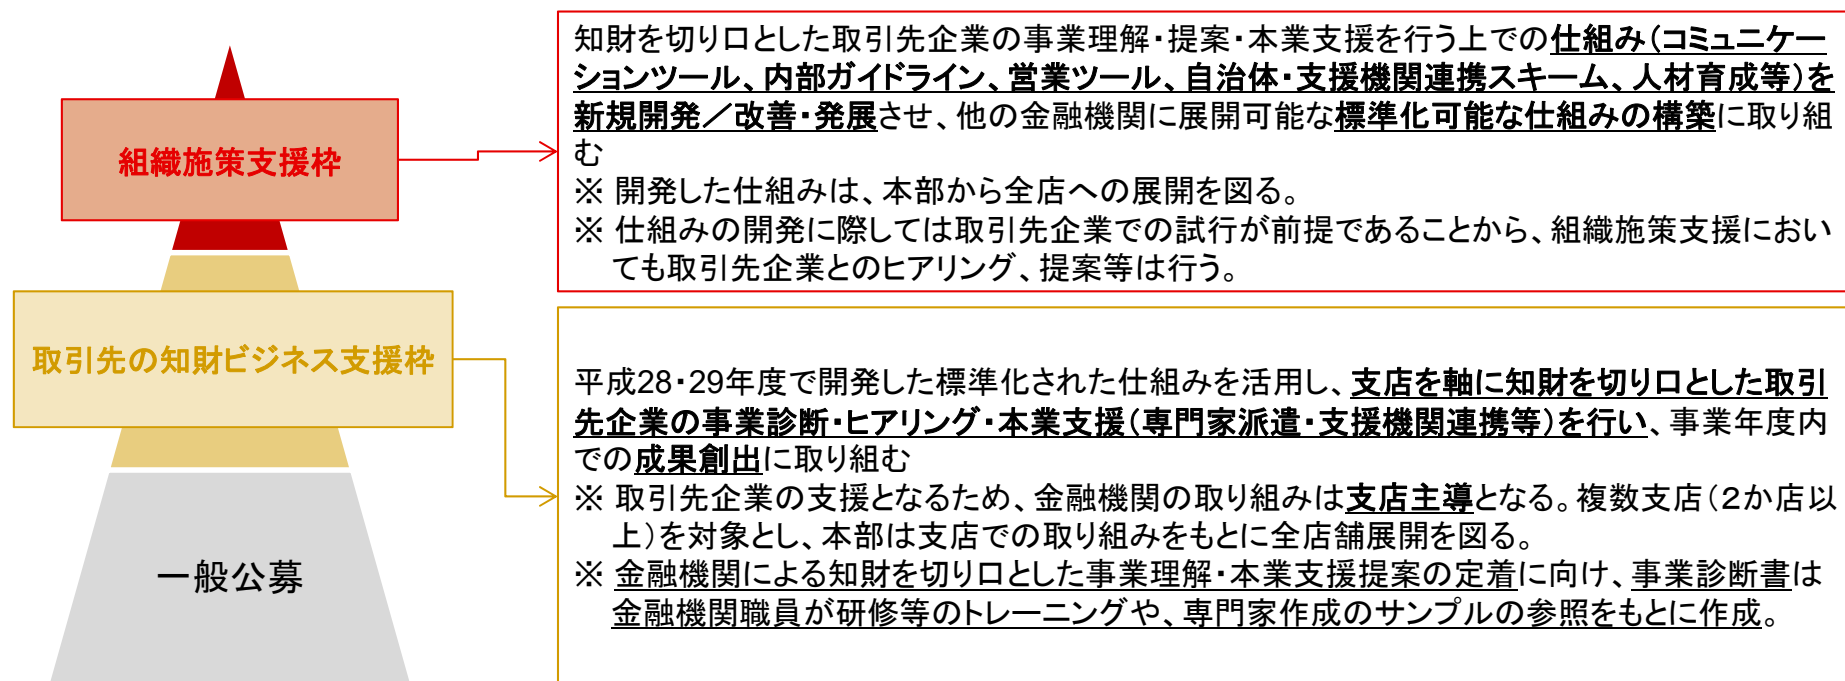 知財を切り口とした取引先企業の事業理解・提案・本業支援を行う上での仕組み（コミュニケー
ションツール、内部ガイドライン、営業ツール、自治体・支援機関連携スキーム、人材育成等）を
新規開発／改善・発展させ、他の金融機関に展開可能な標準化可能な仕組みの構築に取り組
む
※ 開発した仕組みは、本部から全店への展開を図る。
※ 仕組みの開発に際しては取引先企業での試行が前提であることから、組織施策支援におい
ても取引先企業とのヒアリング、提案等は行う。
組織施策支援枠
取引先の知財ビジネス支援枠
平成28・29年度で開発した標準化された仕組みを活用し、支店を軸に知財を切り口とした取引
先企業の事業診断・ヒアリング・本業支援（専門家派遣・支援機関連携等）を行い、事業年度内
での成果創出に取り組む
※ 取引先企業の支援となるため、金融機関の取り組みは支店主導となる。複数支店（２か店以
上）を対象とし、本部は支店での取り組みをもとに全店舗展開を図る。
※ 金融機関による知財を切り口とした事業理解・本業支援提案の定着に向け、事業診断書は
金融機関職員が研修等のトレーニングや、専門家作成のサンプルの参照をもとに作成。
一般公募